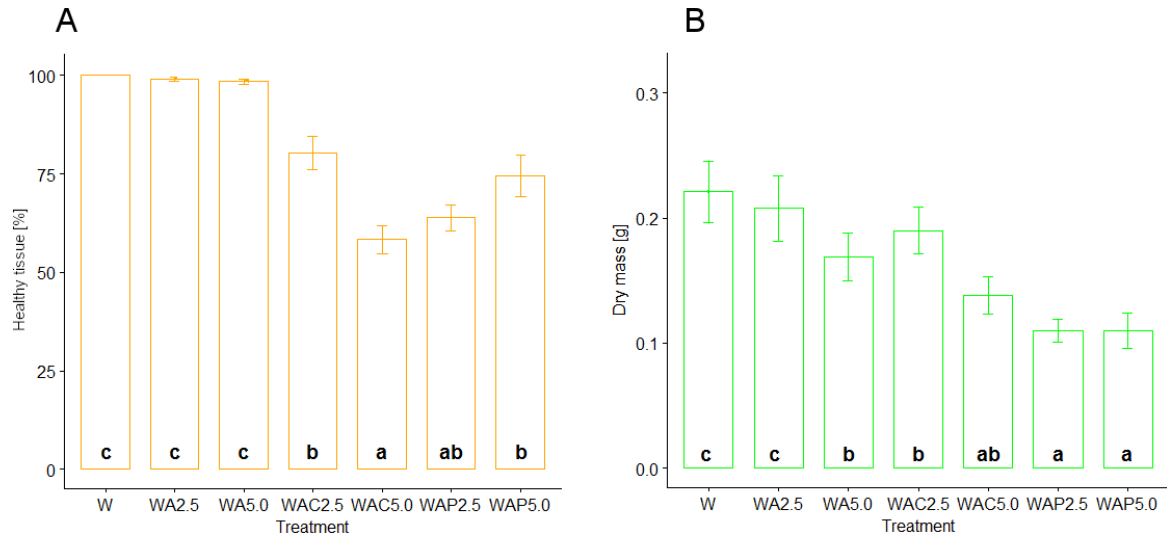 A
Healthy tissue [%]
100
75
50
25
0
c c c b a ab b
W WA2.5 WA5.0 WAC2.5 WAC5.0 WAP2.5 WAP5.0
Treatment
B
Dry mass [g]
0.3
0.2
0.1
0.0
c c b b ab a a
W WA2.5 WA5.0 WAC2.5 WAC5.0 WAP2.5 WAP5.0
Treatment